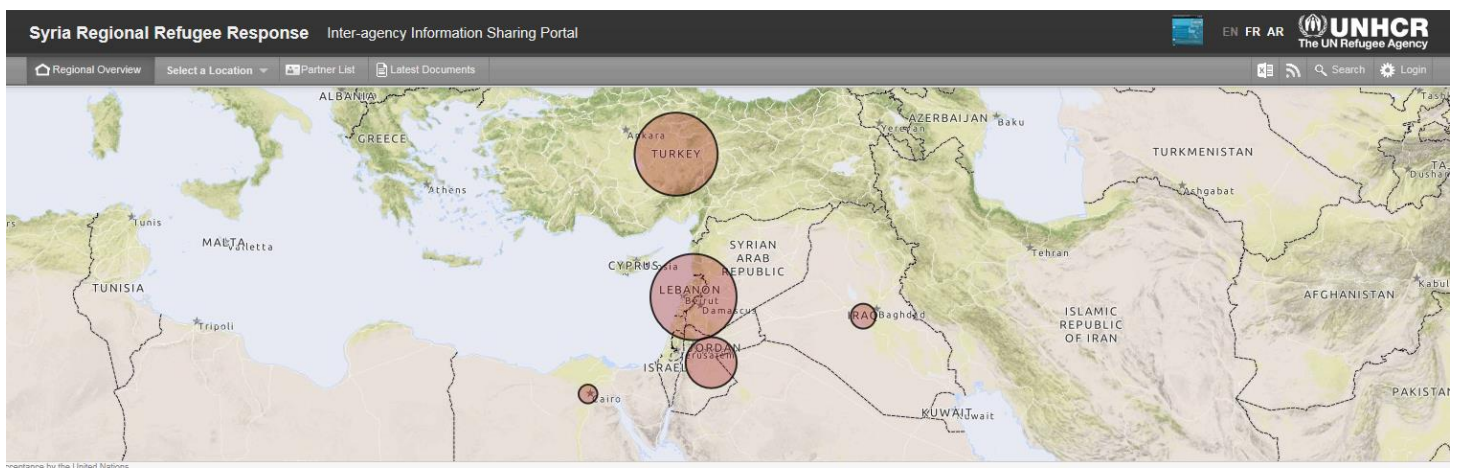 Syria Regional Refugee Response Inter-agency Information Sharing Portal
EN FR AR
UNHCR
The UN Refugee Agency
Regional Overview Select a Location Partner List Latest Documents
Search Login
ALBANIA
GREECE
Athens
Ankara
TURKEY
Yerevan
AZERBAIJAN
Baku
TURKMENISTAN
Ashgabat
Tunis
MALTA
Valletta
TUNISIA
Tripoli
CYPRUS
SYRIAN
ARAB
REPUBLIC
LEBANON
Beirut
Damascus
IRAQ
Baghdad
Tehran
ISLAMIC
REPUBLIC
OF IRAN
AFGHANISTAN
Kabul
JORDAN
Jerusalem
ISRAEL
Cairo
KUWAIT
Kuwait
PAKISTA